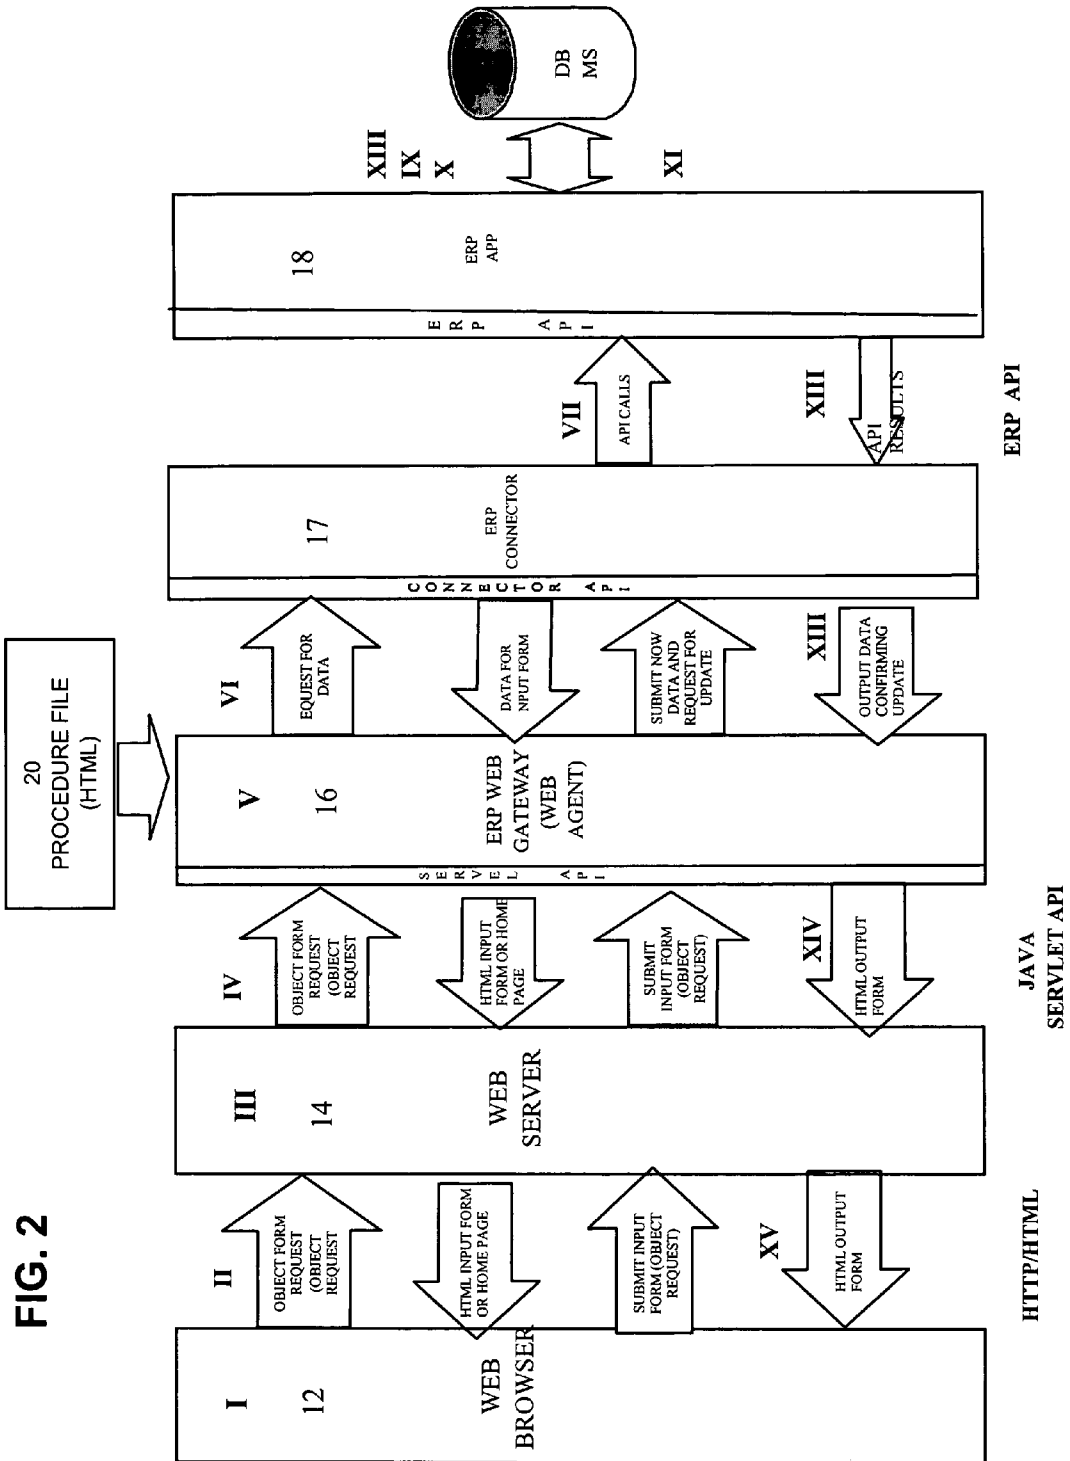 FIG. 2
I
12
WEB
BROWSER
II
OBJECT FORM
REQUEST
(OBJECT
REQUEST
HTML INPUT FORM
OR HOME PAGE
SUBMIT INPUT
FORM (OBJECT
REQUEST)
XV
HTML OUTPUT
FORM
HTTP/HTML
III
14
WEB
SERVER
IV
OBJECT FORM
REQUEST
(OBJECT
REQUEST
HTML INPUT
FORM OR HOME
PAGE
SUBMIT
INPUT FORM
(OBJECT
REQUEST)
XIV
HTML OUTPUT
FORM
JAVA
SERVLET API
20
PROCEDURE FILE
(HTML)
SERVEL API
V
16
ERP WEB
GATEWAY
(WEB
AGENT)
VI
EQUEST FOR
DATA
DATA FOR
NPUT FORM
SUBMIT NOW
DATA AND
REQUEST FOR
UPDATE
XIII
OUTPUT DATA
CONFIRMING
UPDATE
CONNECTOR API
17
ERP
CONNECTOR
VII
API CALLS
XIII
API
RESULTS
ERP API
ERP API
18
ERP
APP
XIII
IX
X
XI
DB
MS